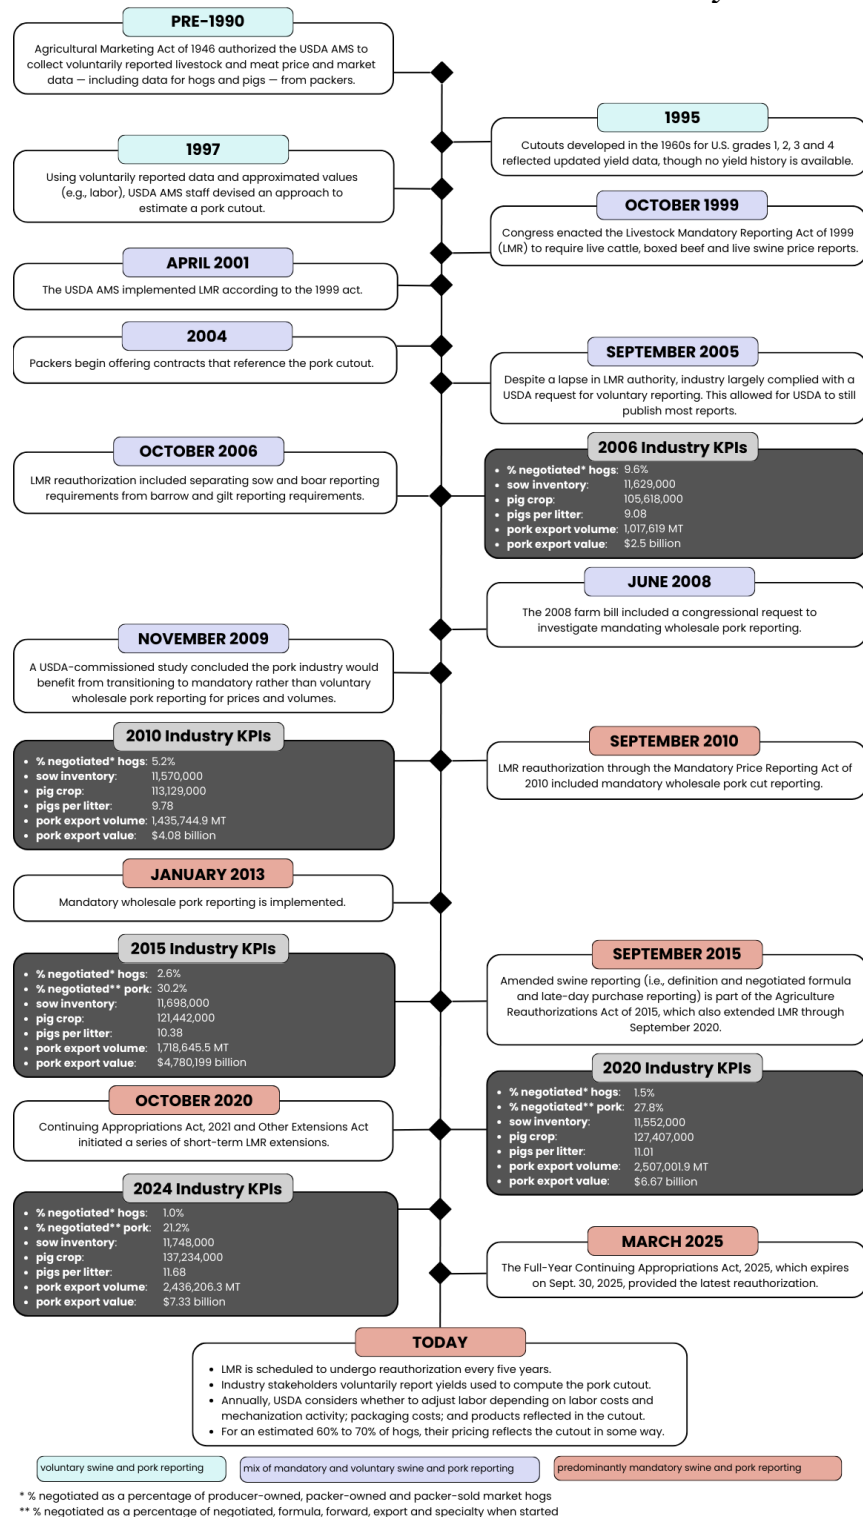 PRE-1990
Agricultural Marketing Act of 1946 authorized the USDA AMS to
collect voluntarily reported livestock and meat price and market
data — including data for hogs and pigs — from packers.
1995
Cutouts developed in the 1960s for U.S. grades 1, 2, 3 and 4
reflected updated yield data, though no yield history is available.
1997
Using voluntarily reported data and approximated values
(e.g., labor), USDA AMS staff devised an approach to
estimate a pork cutout.
OCTOBER 1999
Congress enacted the Livestock Mandatory Reporting Act of 1999
(LMR) to require live cattle, boxed beef and live swine price reports.
APRIL 2001
The USDA AMS implemented LMR according to the 1999 act.
2004
Packers begin offering contracts that reference the pork cutout.
SEPTEMBER 2005
Despite a lapse in LMR authority, industry largely complied with a
USDA request for voluntary reporting. This allowed for USDA to still
publish most reports.
OCTOBER 2006
LMR reauthorization included separating sow and boar reporting
requirements from barrow and gilt reporting requirements.
2006 Industry KPIs
• % negotiated* hogs: 9.6%
• sow inventory: 11,629,000
• pig crop: 105,618,000
• pigs per litter: 9.08
• pork export volume: 1,017,619 MT
• pork export value: $2.5 billion
JUNE 2008
The 2008 farm bill included a congressional request to
investigate mandating wholesale pork reporting.
NOVEMBER 2009
A USDA-commissioned study concluded the pork industry would
benefit from transitioning to mandatory rather than voluntary
wholesale pork reporting for prices and volumes.
2010 Industry KPIs
• % negotiated* hogs: 5.2%
• sow inventory: 11,570,000
• pig crop: 113,129,000
• pigs per litter: 9.78
• pork export volume: 1,435,744.9 MT
• pork export value: $4.08 billion
SEPTEMBER 2010
LMR reauthorization through the Mandatory Price Reporting Act of
2010 included mandatory wholesale pork cut reporting.
JANUARY 2013
Mandatory wholesale pork reporting is implemented.
2015 Industry KPIs
• % negotiated* hogs: 2.6%
• % negotiated** pork: 30.2%
• sow inventory: 11,698,000
• pig crop: 121,442,000
• pigs per litter: 10.38
• pork export volume: 1,718,645.5 MT
• pork export value: $4,780,199 billion
SEPTEMBER 2015
Amended swine reporting (i.e., definition and negotiated formula
and late-day purchase reporting) is part of the Agriculture
Reauthorizations Act of 2015, which also extended LMR through
September 2020.
OCTOBER 2020
Continuing Appropriations Act, 2021 and Other Extensions Act
initiated a series of short-term LMR extensions.
2020 Industry KPIs
• % negotiated* hogs: 1.5%
• % negotiated** pork: 27.8%
• sow inventory: 11,552,000
• pig crop: 127,407,000
• pigs per litter: 11.01
• pork export volume: 2,507,001.9 MT
• pork export value: $6.67 billion
2024 Industry KPIs
• % negotiated* hogs: 1.0%
• % negotiated** pork: 21.2%
• sow inventory: 11,748,000
• pig crop: 137,234,000
• pigs per litter: 11.68
• pork export volume: 2,436,206.3 MT
• pork export value: $7.33 billion
MARCH 2025
The Full-Year Continuing Appropriations Act, 2025, which expires
on Sept. 30, 2025, provided the latest reauthorization.
TODAY
• LMR is scheduled to undergo reauthorization every five years.
• Industry stakeholders voluntarily report yields used to compute the pork cutout.
• Annually, USDA considers whether to adjust labor depending on labor costs and
mechanization activity; packaging costs; and products reflected in the cutout.
• For an estimated 60% to 70% of hogs, their pricing reflects the cutout in some way.
voluntary swine and pork reporting
mix of mandatory and voluntary swine and pork reporting
predominantly mandatory swine and pork reporting
* % negotiated as a percentage of producer-owned, packer-owned and packer-sold market hogs
** % negotiated as a percentage of negotiated, formula, forward, export and specialty when started